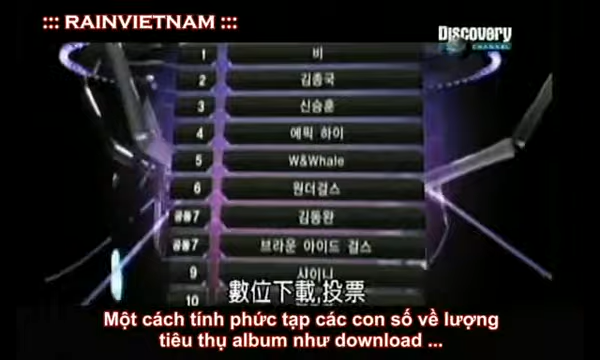 ::: RAINVIETNAM :::
Discovery
CHANNEL
1 비
2 김종국
3 신승훈
4 에픽 하이
5 W&Whale
6 원더걸스
공동7 김동완
공동7 브라운 아이드 걸스
9 샤이니
10
數位下載,投票
Một cách tính phức tạp các con số về lượng
tiêu thụ album như download ...